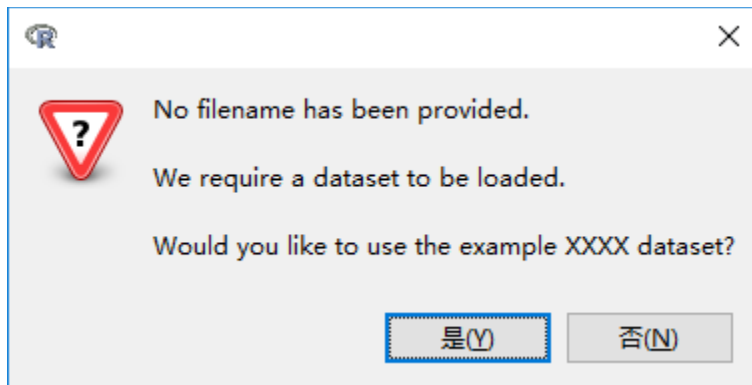 No filename has been provided.
We require a dataset to be loaded.
Would you like to use the example XXXX dataset?
是(Y)
否(N)